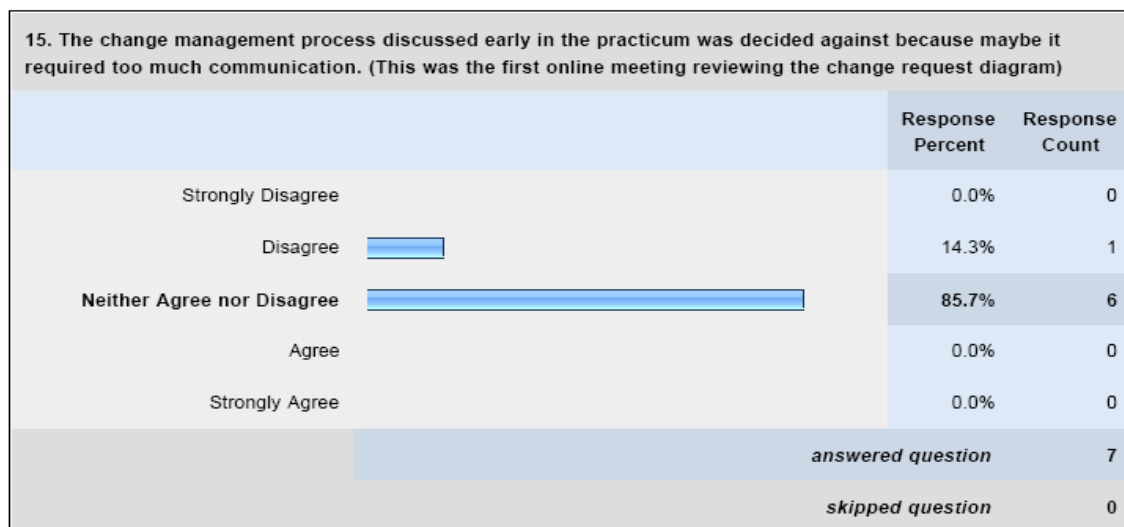 15. The change management process discussed early in the practicum was decided against because maybe it
required too much communication. (This was the first online meeting reviewing the change request diagram)
Response Percent Response Count
Strongly Disagree 0.0% 0
Disagree 14.3% 1
Neither Agree nor Disagree 85.7% 6
Agree 0.0% 0
Strongly Agree 0.0% 0
answered question 7
skipped question 0